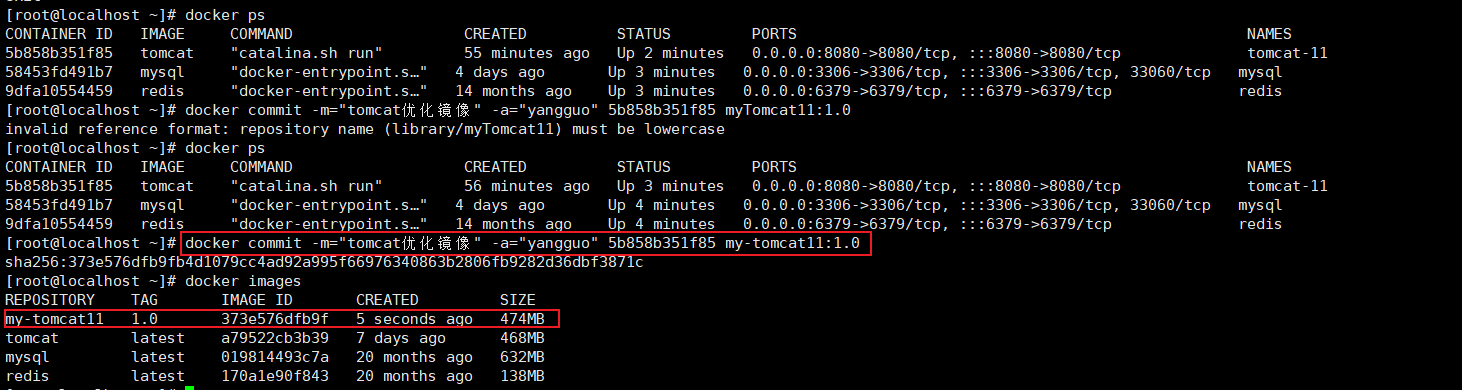 [root@localhost ~]# docker ps
CONTAINER ID   IMAGE     COMMAND                  CREATED          STATUS         PORTS                                                  NAMES
5b858b351f85   tomcat    "catalina.sh run"        55 minutes ago   Up 2 minutes   0.0.0.0:8080->8080/tcp, :::8080->8080/tcp              tomcat-11
58453fd491b7   mysql     "docker-entrypoint.s…"   4 days ago       Up 3 minutes   0.0.0.0:3306->3306/tcp, :::3306->3306/tcp, 33060/tcp   mysql
9dfa10554459   redis     "docker-entrypoint.s…"   14 months ago    Up 3 minutes   0.0.0.0:6379->6379/tcp, :::6379->6379/tcp              redis
[root@localhost ~]# docker commit -m="tomcat优化镜像" -a="yangguo" 5b858b351f85 myTomcat11:1.0
invalid reference format: repository name (library/myTomcat11) must be lowercase
[root@localhost ~]# docker ps
CONTAINER ID   IMAGE     COMMAND                  CREATED          STATUS         PORTS                                                  NAMES
5b858b351f85   tomcat    "catalina.sh run"        56 minutes ago   Up 3 minutes   0.0.0.0:8080->8080/tcp, :::8080->8080/tcp              tomcat-11
58453fd491b7   mysql     "docker-entrypoint.s…"   4 days ago       Up 4 minutes   0.0.0.0:3306->3306/tcp, :::3306->3306/tcp, 33060/tcp   mysql
9dfa10554459   redis     "docker-entrypoint.s…"   14 months ago    Up 4 minutes   0.0.0.0:6379->6379/tcp, :::6379->6379/tcp              redis
[root@localhost ~]# docker commit -m="tomcat优化镜像" -a="yangguo" 5b858b351f85 my-tomcat11:1.0
sha256:373e576dfb9fb4d1079cc4ad92a995f66976340863b2806fb9282d36dbf3871c
[root@localhost ~]# docker images
REPOSITORY    TAG       IMAGE ID       CREATED         SIZE
my-tomcat11   1.0       373e576dfb9f   5 seconds ago   474MB
tomcat        latest    a79522cb3b39   7 days ago      468MB
mysql         latest    019814493c7a   20 months ago   632MB
redis         latest    170a1e90f843   20 months ago   138MB